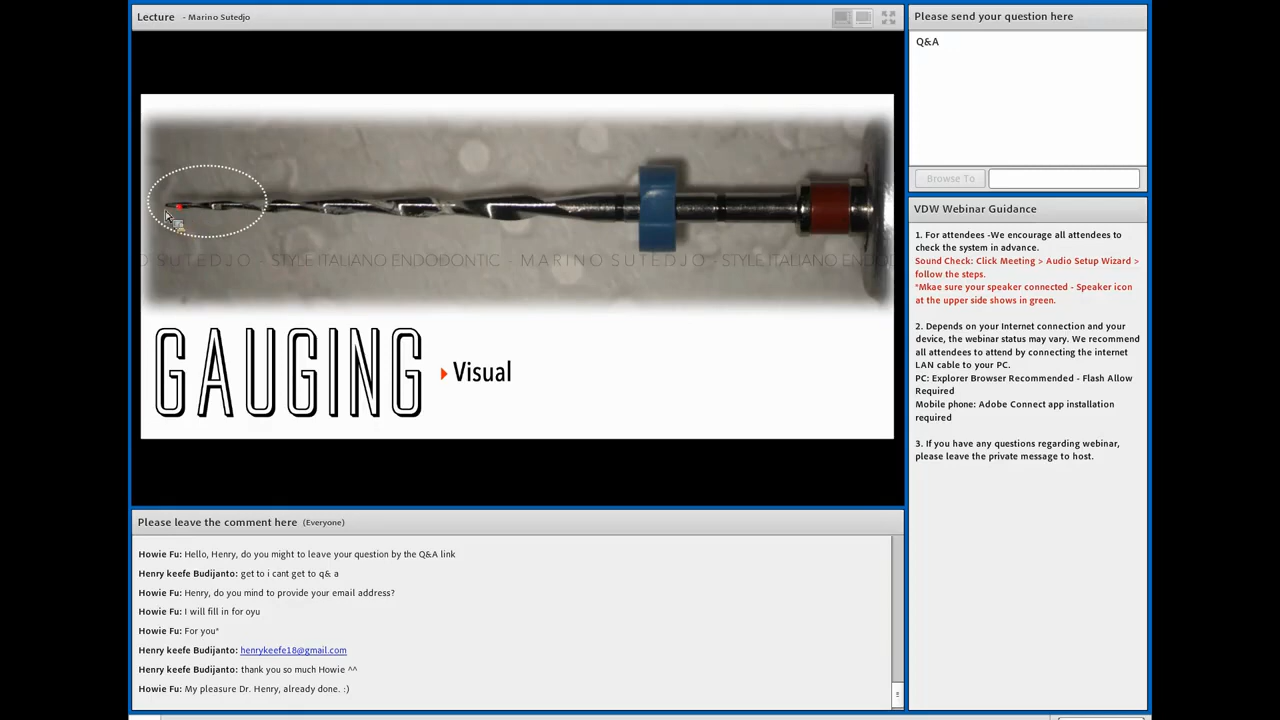 Lecture - Marino Sutedjo
O SUTEDJO - STYLE ITALIANO ENDODONTIC - MARINO SUTEDJO - STYLE ITALIANO ENDO
GAUGING
Visual
Please leave the comment here (Everyone)
Howie Fu: Hello, Henry, do you might to leave your question by the Q&A link
Henry keefe Budijanto: get to i cant get to q& a
Howie Fu: Henry, do you mind to provide your email address?
Howie Fu: I will fill in for oyu
Howie Fu: For you*
Henry keefe Budijanto: henrykeefe18@gmail.com
Henry keefe Budijanto: thank you so much Howie ^^
Howie Fu: My pleasure Dr. Henry, already done. :)
Please send your question here
Q&A
Browse To
VDW Webinar Guidance
1. For attendees -We encourage all attendees to
check the system in advance.
Sound Check: Click Meeting > Audio Setup Wizard >
follow the steps.
*Mkae sure your speaker connected - Speaker icon
at the upper side shows in green.
2. Depends on your Internet connection and your
device, the webinar status may vary. We recommend
all attendees to attend by connecting the internet
LAN cable to your PC.
PC: Explorer Browser Recommended - Flash Allow
Required
Mobile phone: Adobe Connect app installation
required
3. If you have any questions regarding webinar,
please leave the private message to host.